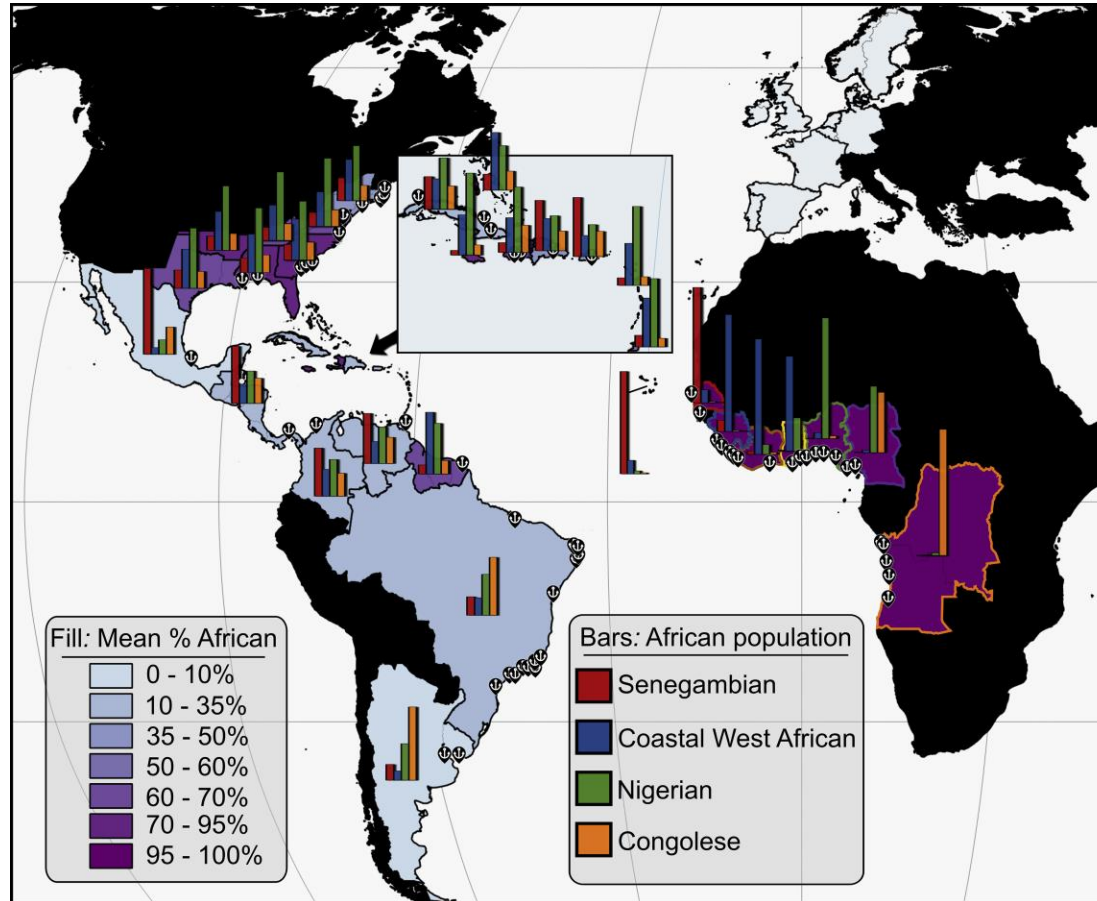 Fill: Mean % African
0 - 10%
10 - 35%
35 - 50%
50 - 60%
60 - 70%
70 - 95%
95 - 100%
Bars: African population
Senegambian
Coastal West African
Nigerian
Congolese